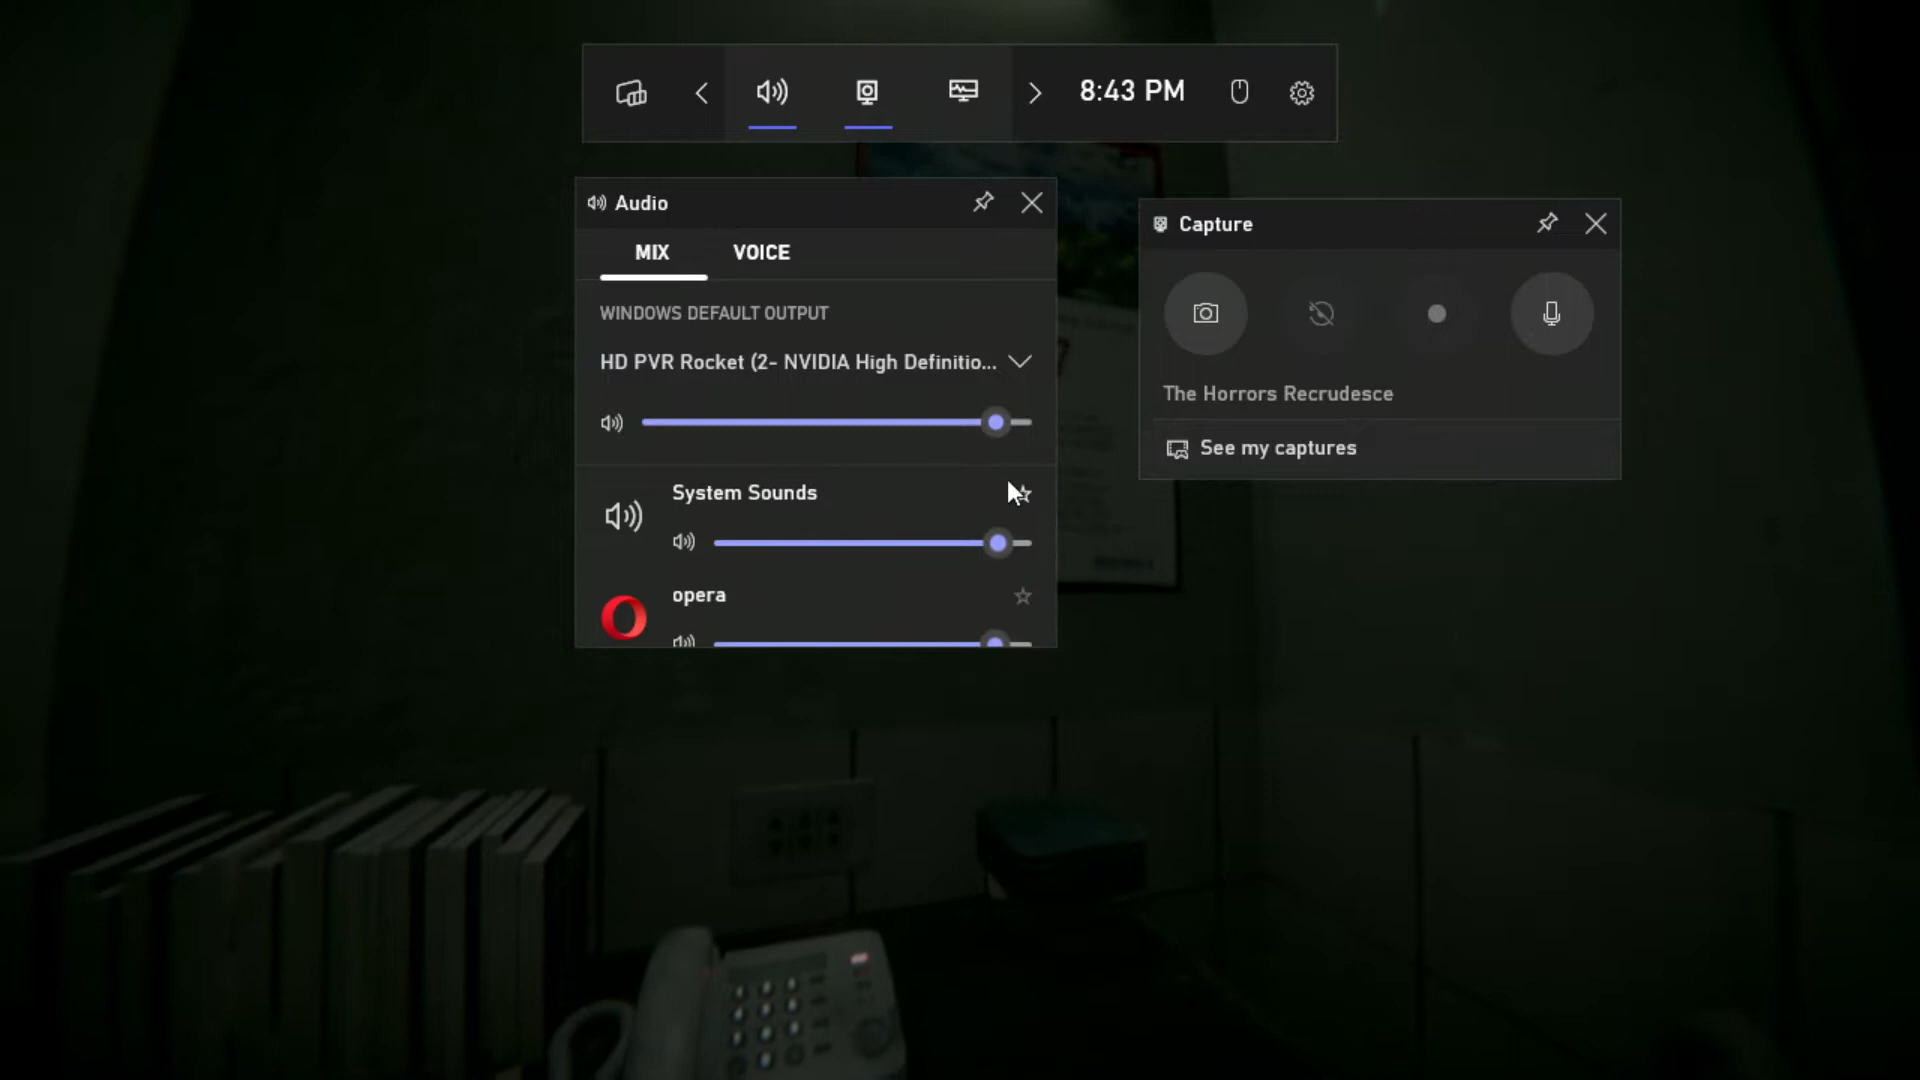 8:43 PM
Audio
MIX
VOICE
WINDOWS DEFAULT OUTPUT
HD PVR Rocket (2- NVIDIA High Definitio...
System Sounds
opera
Capture
The Horrors Recrudesce
See my captures